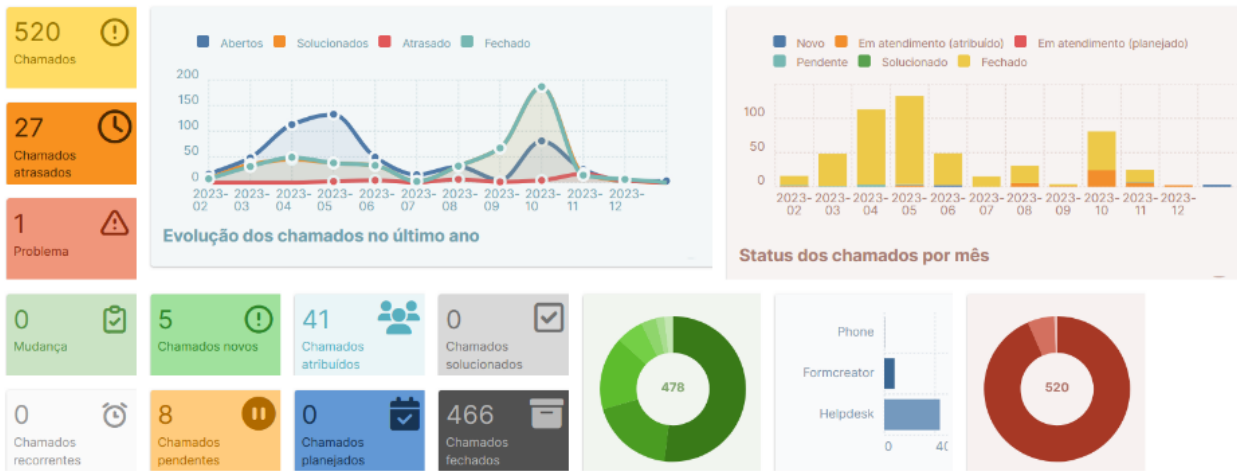 520
Chamados
27
Chamados
atrasados
1
Problema
Abertos Solucionados Atrasado Fechado
200
150
100
50
0
2023- 2023- 2023- 2023- 2023- 2023- 2023- 2023- 2023- 2023- 2023-
02 03 04 05 06 07 08 09 10 11 12
Evolução dos chamados no último ano
Novo Em atendimento (atribuído) Em atendimento (planejado)
Pendente Solucionado Fechado
100
50
0
2023- 2023- 2023- 2023- 2023- 2023- 2023- 2023- 2023- 2023- 2023-
02 03 04 05 06 07 08 09 10 11 12
Status dos chamados por mês
0
Mudança
5
Chamados novos
41
Chamados
atribuídos
0
Chamados
solucionados
0
Chamados
recorrentes
8
Chamados
pendentes
0
Chamados
planejados
466
Chamados
fechados
478
Phone
Formcreator
Helpdesk
0 40
520